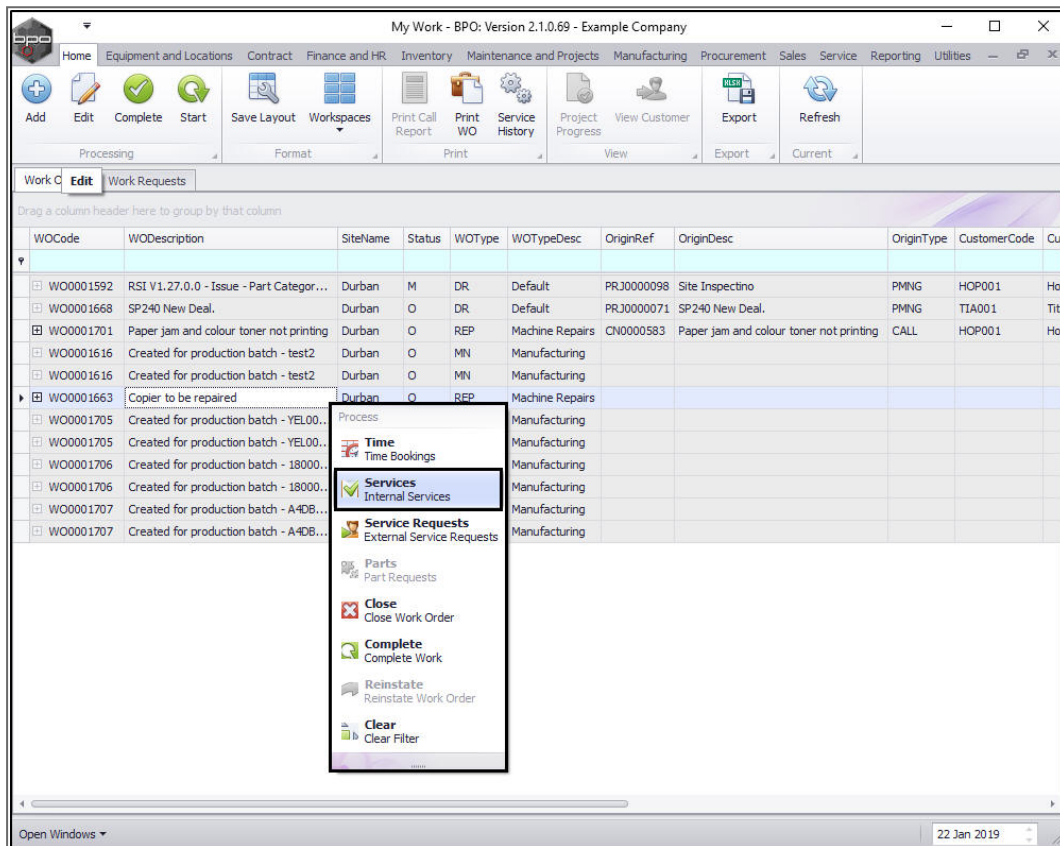 My Work - BPO: Version 2.1.0.69 - Example Company
bpo
Home Equipment and Locations Contract Finance and HR Inventory Maintenance and Projects Manufacturing Procurement Sales Service Reporting Utilities
Add Edit Complete Start Save Layout Workspaces Print Call Report Print WO Service History Project Progress View Customer Export Refresh
Processing Format Print View Export Current
Work O Edit Work Requests
Drag a column header here to group by that column
WOCode WODescription SiteName Status WOType WOTypeDesc OriginRef OriginDesc OriginType CustomerCode Cu
WO0001592 RSI V1.27.0.0 - Issue - Part Categor... Durban M DR Default PRJ0000098 Site Inspectino PMNG HOP001 Ho
WO0001668 SP240 New Deal. Durban O DR Default PRJ0000071 SP240 New Deal. PMNG TIA001 Tit
WO0001701 Paper jam and colour toner not printing Durban O REP Machine Repairs CN0000583 Paper jam and colour toner not printing CALL HOP001 Ho
WO0001616 Created for production batch - test2 Durban O MN Manufacturing
WO0001616 Created for production batch - test2 Durban O MN Manufacturing
WO0001663 Copier to be repaired Durban O REP Machine Repairs
WO0001705 Created for production batch - YEL00... Manufacturing
WO0001705 Created for production batch - YEL00... Manufacturing
WO0001706 Created for production batch - 18000... Manufacturing
WO0001706 Created for production batch - 18000... Manufacturing
WO0001707 Created for production batch - A4DB... Manufacturing
WO0001707 Created for production batch - A4DB... Manufacturing
Process
Time
Time Bookings
Services
Internal Services
Service Requests
External Service Requests
Parts
Part Requests
Close
Close Work Order
Complete
Complete Work
Reinstate
Reinstate Work Order
Clear
Clear Filter
Open Windows 22 Jan 2019